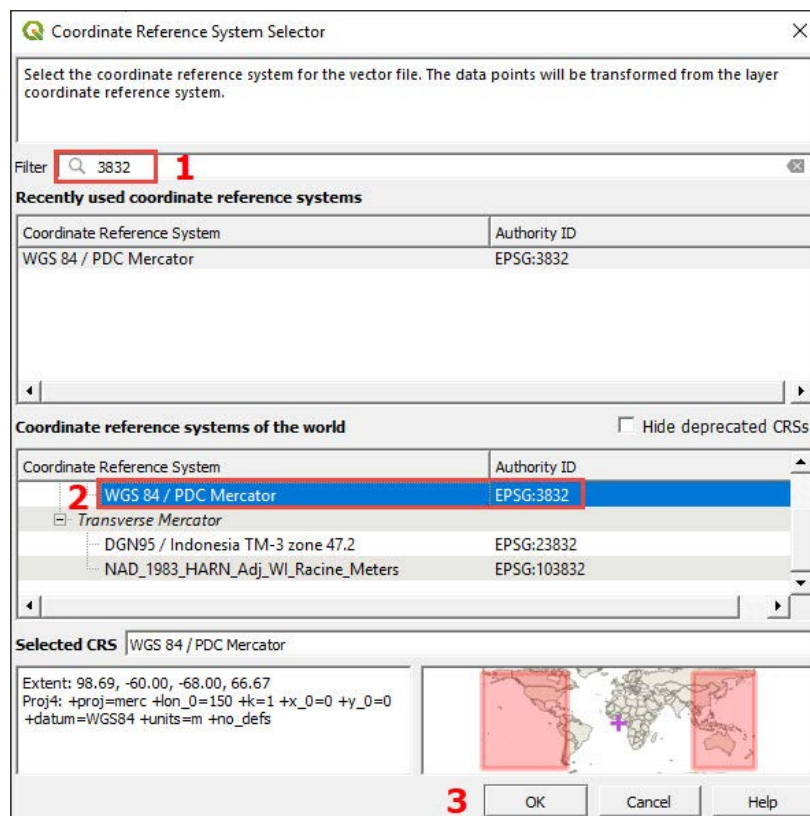 Coordinate Reference System Selector
Select the coordinate reference system for the vector file. The data points will be transformed from the layer
coordinate reference system.
Filter 3832 1
Recently used coordinate reference systems
Coordinate Reference System Authority ID
WGS 84 / PDC Mercator EPSG:3832
Coordinate reference systems of the world Hide deprecated CRSs
Coordinate Reference System Authority ID
2 WGS 84 / PDC Mercator EPSG:3832
Transverse Mercator
DGN95 / Indonesia TM-3 zone 47.2 EPSG:23832
NAD_1983_HARN_Adj_WI_Racine_Meters EPSG:103832
Selected CRS WGS 84 / PDC Mercator
Extent: 98.69, -60.00, -68.00, 66.67
Proj4: +proj=merc +lon_0=150 +k=1 +x_0=0 +y_0=0
+datum=WGS84 +units=m +no_defs
3 OK Cancel Help